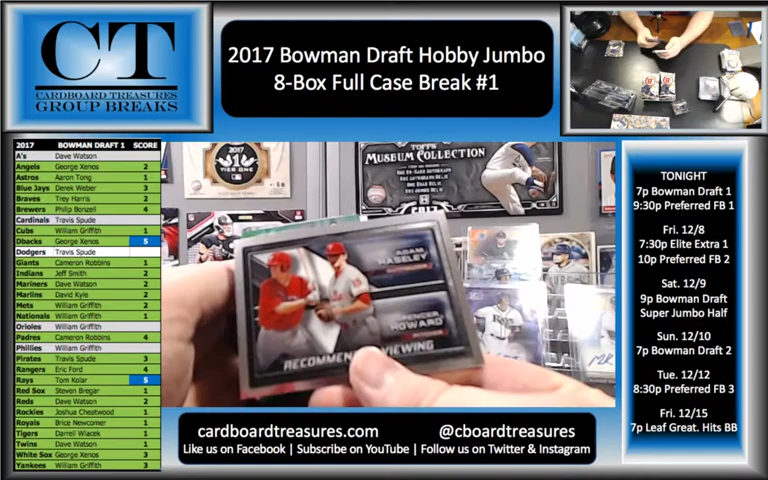 CT
CARDBOARD TREASURES
GROUP BREAKS
2017 Bowman Draft Hobby Jumbo
8-Box Full Case Break #1
2017 BOWMAN DRAFT 1 SCORE
A's Dave Watson
Angels George Xenos 2
Astros Aaron Tong 1
Blue Jays Derek Weber 3
Braves Trey Harris 2
Brewers Philip Bonzell 4
Cardinals Travis Spude
Cubs William Griffith 1
Dbacks George Xenos 5
Dodgers Travis Spude
Giants Cameron Robbins 1
Indians Jeff Smith 2
Mariners Dave Watson 2
Marlins David Kyle 2
Mets William Griffith 2
Nationals William Griffith 1
Orioles William Griffith
Padres Cameron Robbins 4
Phillies William Griffith
Pirates Travis Spude 3
Rangers Eric Ford 4
Rays Tom Kolar 5
Red Sox Steven Bregar 1
Reds Dave Watson 2
Rockies Joshua Cheatwood 1
Royals Brice Newcomer 1
Tigers Darrell Wiacek 1
Twins Dave Watson 1
White Sox George Xenos 3
Yankees William Griffith 3
2017
TIER ONE
TOPPS
MUSEUM COLLECTION
ADAM
HASELEY
SPENCER
HOWARD
VIEWING
TONIGHT
7p Bowman Draft 1
9:30p Preferred FB 1
Fri. 12/8
7:30p Elite Extra 1
10p Preferred FB 2
Sat. 12/9
9p Bowman Draft
Super Jumbo Half
Sun. 12/10
7p Bowman Draft 2
Tue. 12/12
8:30p Preferred FB 3
Fri. 12/15
7p Leaf Great. Hits BB
cardboardtreasures.com @cboardtreasures
Like us on Facebook | Subscribe on YouTube | Follow us on Twitter & Instagram